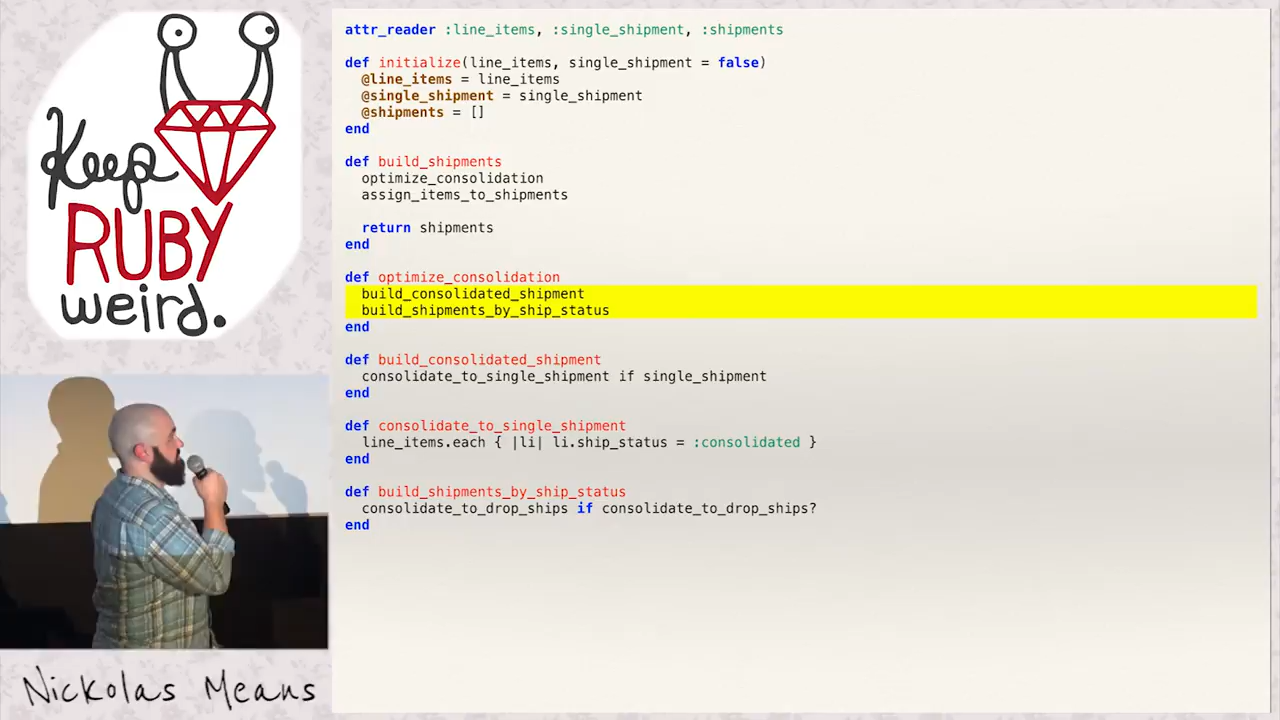 Keep
RUBY
weird.
Nickolas Means
attr_reader :line_items, :single_shipment, :shipments
def initialize(line_items, single_shipment = false)
@line_items = line_items
@single_shipment = single_shipment
@shipments = []
end
def build_shipments
optimize_consolidation
assign_items_to_shipments
return shipments
end
def optimize_consolidation
build_consolidated_shipment
build_shipments_by_ship_status
end
def build_consolidated_shipment
consolidate_to_single_shipment if single_shipment
end
def consolidate_to_single_shipment
line_items.each { |li| li.ship_status = :consolidated }
end
def build_shipments_by_ship_status
consolidate_to_drop_ships if consolidate_to_drop_ships?
end